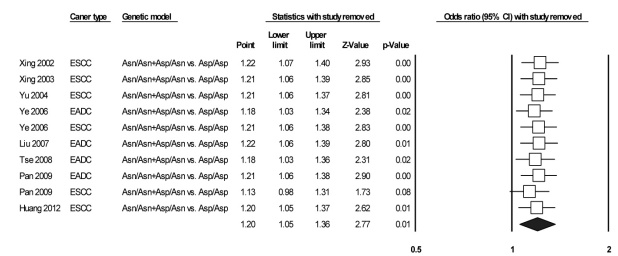 Caner type Genetic model Statistics with study removed Odds ratio (95% CI) with study removed
Lower Upper
Point limit limit Z-Value p-Value
Xing 2002 ESCC Asn/Asn+Asp/Asn vs. Asp/Asp 1.22 1.07 1.40 2.93 0.00
Xing 2003 ESCC Asn/Asn+Asp/Asn vs. Asp/Asp 1.21 1.06 1.39 2.85 0.00
Yu 2004 ESCC Asn/Asn+Asp/Asn vs. Asp/Asp 1.21 1.06 1.37 2.81 0.00
Ye 2006 EADC Asn/Asn+Asp/Asn vs. Asp/Asp 1.18 1.03 1.34 2.38 0.02
Ye 2006 ESCC Asn/Asn+Asp/Asn vs. Asp/Asp 1.21 1.06 1.38 2.83 0.00
Liu 2007 EADC Asn/Asn+Asp/Asn vs. Asp/Asp 1.22 1.06 1.39 2.80 0.01
Tse 2008 EADC Asn/Asn+Asp/Asn vs. Asp/Asp 1.18 1.03 1.36 2.31 0.02
Pan 2009 EADC Asn/Asn+Asp/Asn vs. Asp/Asp 1.21 1.06 1.38 2.90 0.00
Pan 2009 ESCC Asn/Asn+Asp/Asn vs. Asp/Asp 1.13 0.98 1.31 1.73 0.08
Huang 2012 ESCC Asn/Asn+Asp/Asn vs. Asp/Asp 1.20 1.05 1.37 2.62 0.01
1.20 1.05 1.36 2.77 0.01
0.5 1 2